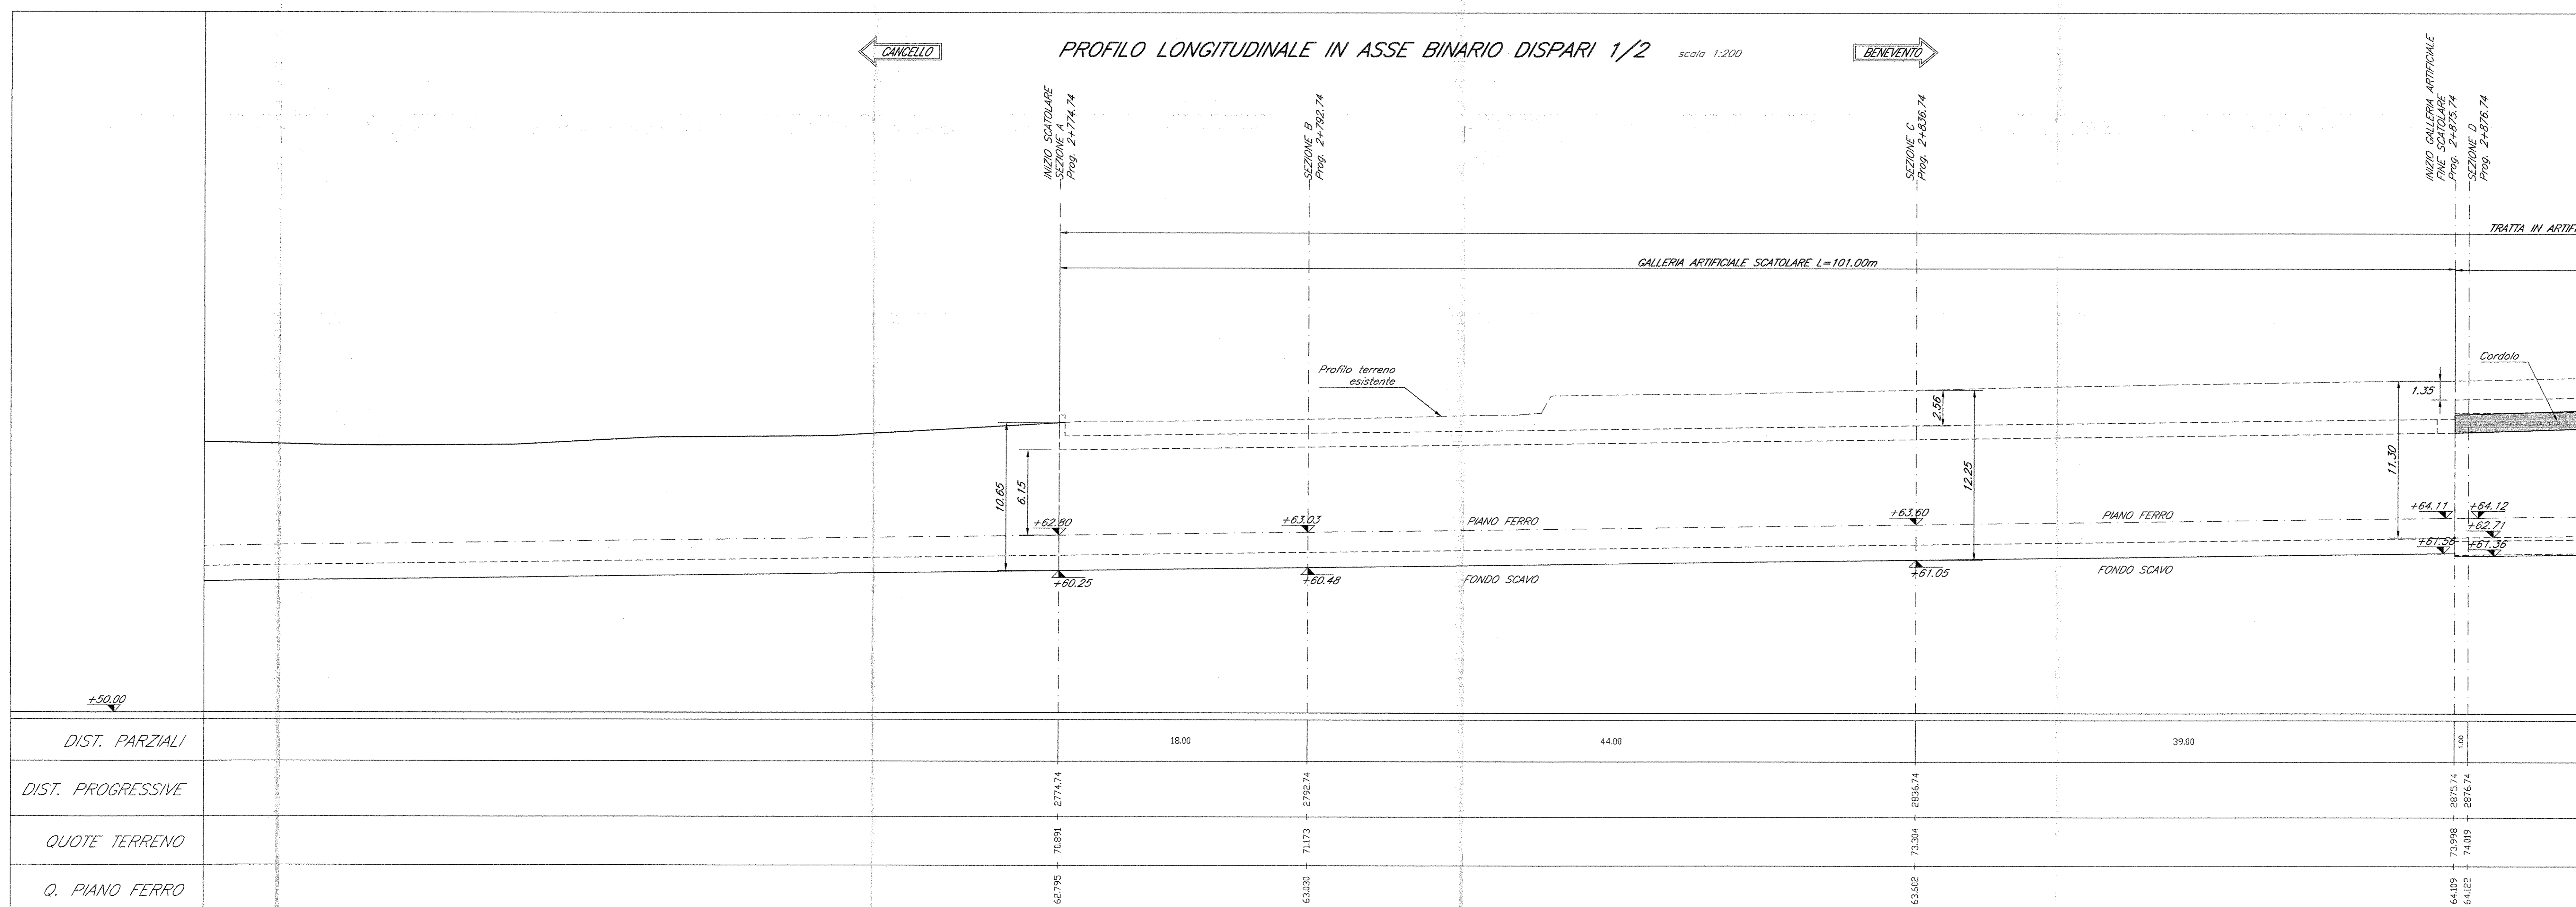 CANCELLO
PROFILO LONGITUDINALE IN ASSE BINARIO DISPARI 1/2 scala 1:200
BENEVENTO
INIZIO SCATOLARE
SEZIONE A
Prog. 2+774.74
SEZIONE B
Prog. 2+792.74
SEZIONE C
Prog. 2+836.74
INIZIO GALLERIA ARTIFICIALE
FINE SCATOLARE
Prog. 2+875.74
SEZIONE D
Prog. 2+876.74
TRATTA IN ARTIF
GALLERIA ARTIFICIALE SCATOLARE L=101.00m
Profilo terreno
esistente
Cordolo
1.35
2.56
10.65
6.15
12.25
11.30
+62.80
+63.03
PIANO FERRO
+63.60
PIANO FERRO
+64.11
+64.12
+62.71
+61.56
+61.36
+60.25
+60.48
FONDO SCAVO
+61.05
FONDO SCAVO
+50.00
DIST. PARZIALI
18.00
44.00
39.00
1.00
DIST. PROGRESSIVE
2774.74
2792.74
2836.74
2875.74
2876.74
QUOTE TERRENO
70.891
71.173
73.304
73.998
74.019
Q. PIANO FERRO
62.795
63.030
63.602
64.109
64.122